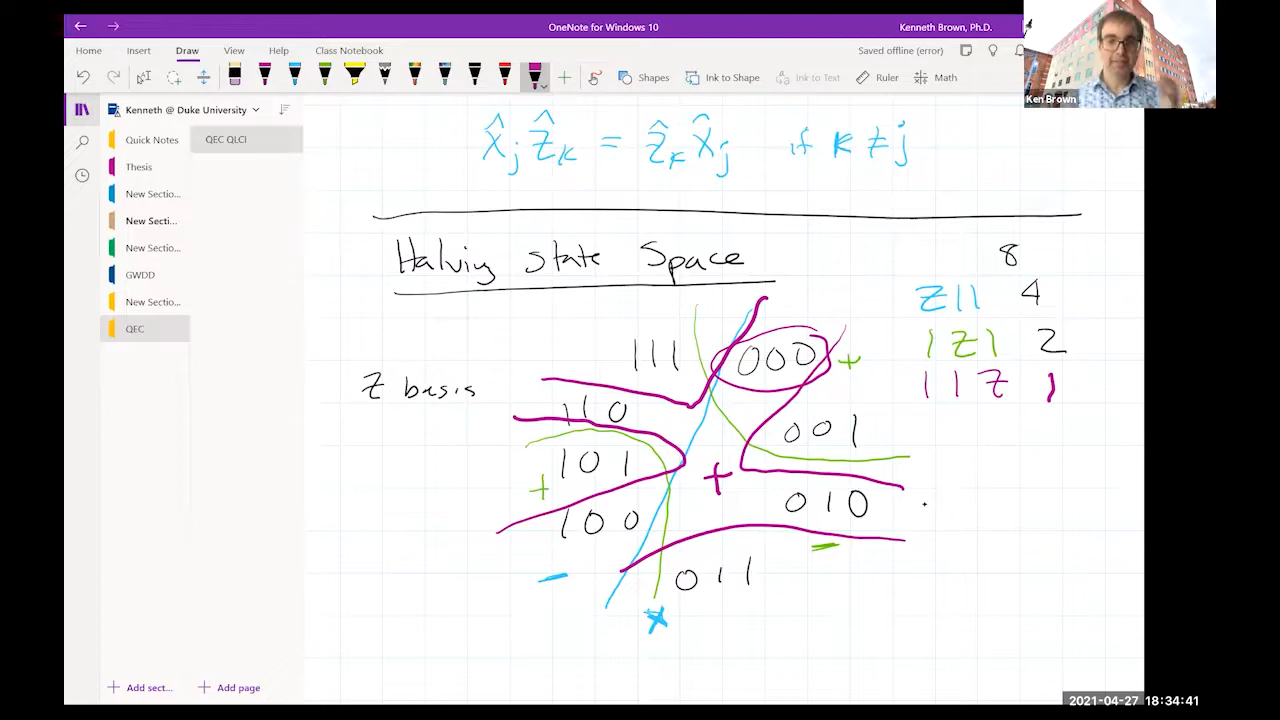 OneNote for Windows 10
Kenneth Brown, Ph.D.
Home Insert Draw View Help Class Notebook
Saved offline (error)
Shapes Ink to Shape Ink to Text Ruler Math
Ken Brown
Kenneth @ Duke University
Quick Notes
QEC QLCI
Thesis
New Sectio...
New Secti...
New Sectio...
GWDD
New Sectio...
QEC
X̂ⱼ Ẑₖ = Ẑₖ X̂ⱼ if k ≠ j
Halving State Space
8
Z11 4
1Z1 2
11Z 1
Z basis
111 000 +
110 001
+ 101 + 010
100 −
− 011
+ Add sect... + Add page
2021-04-27 18:34:41